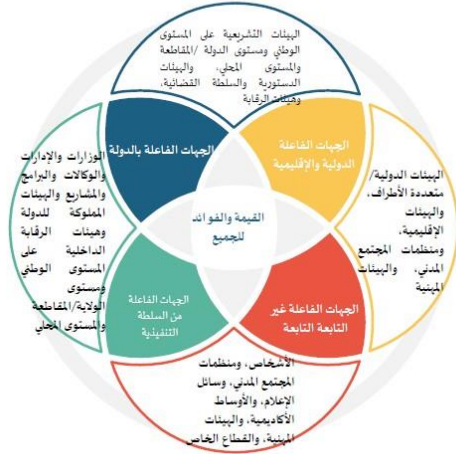 الهيئات التشريعية على المستوى
الوطني ومستوى الدولة /المقاطعة
والمستوى المحلي، والهيئات
الدستورية والسلطة القضائية،
وهيئات الرقابة
الجهات الفاعلة بالدولة
الجهات الفاعلة
الدولية والإقليمية
الهيئات الدولية/
متعددة الأطراف،
والهيئات
الإقليمية،
ومنظمات المجتمع
المدني، والهيئات
المهنية
الوزارات والإدارات
والوكالات والبرامج
والمشاريع والهيئات
المملوكة للدولة
وهيئات الرقابة
الداخلية على
المستوى الوطني
ومستوى
الولاية/المقاطعة
والمستوى المحلي
القيمة والفوائد
للجميع
الجهات الفاعلة
من السلطة
التنفيذية
الجهات الفاعلة غير
التابعة التابعة
الأشخاص، ومنظمات
المجتمع المدني، وسائل
الإعلام، والأوساط
الأكاديمية، والهيئات
المهنية، والقطاع الخاص